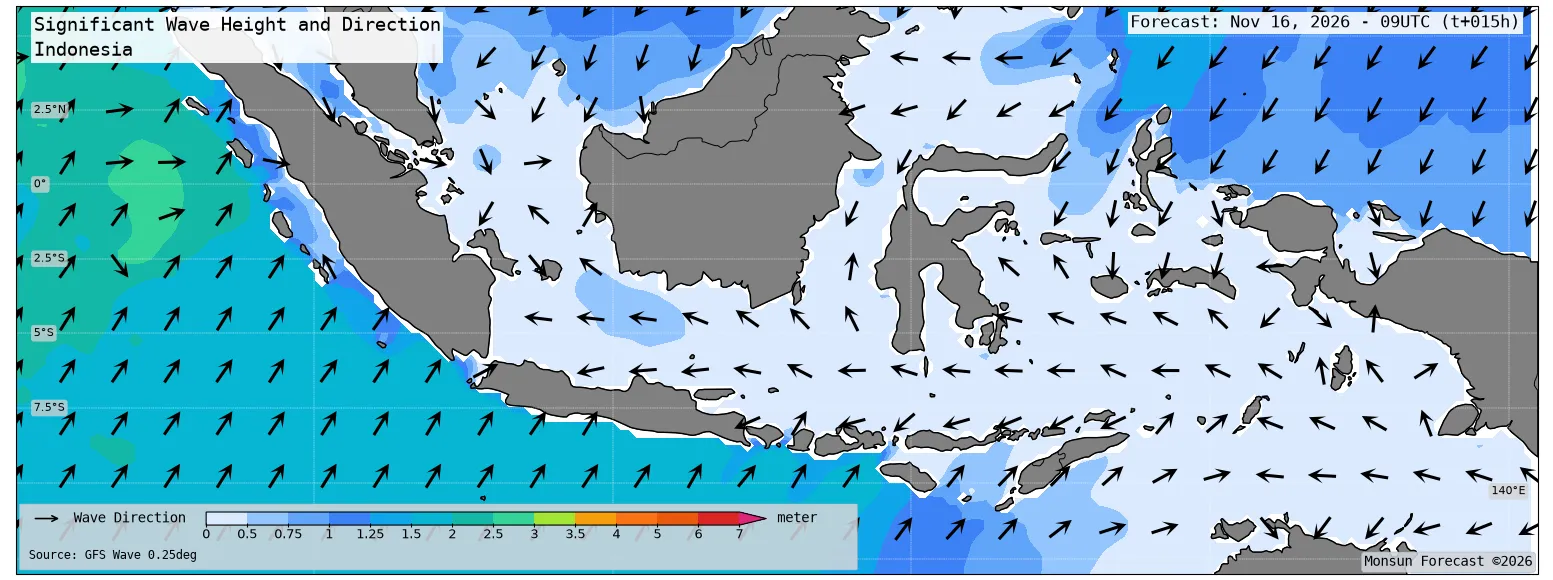 Significant Wave Height and Direction
Indonesia
Forecast: Nov 16, 2026 - 09UTC (t+015h)
2.5°N
0°
2.5°S
5°S
7.5°S
140°E
Wave Direction
meter
0 0.5 0.75 1 1.25 1.5 2 2.5 3 3.5 4 5 6 7
Source: GFS Wave 0.25deg
Monsun Forecast ©2026